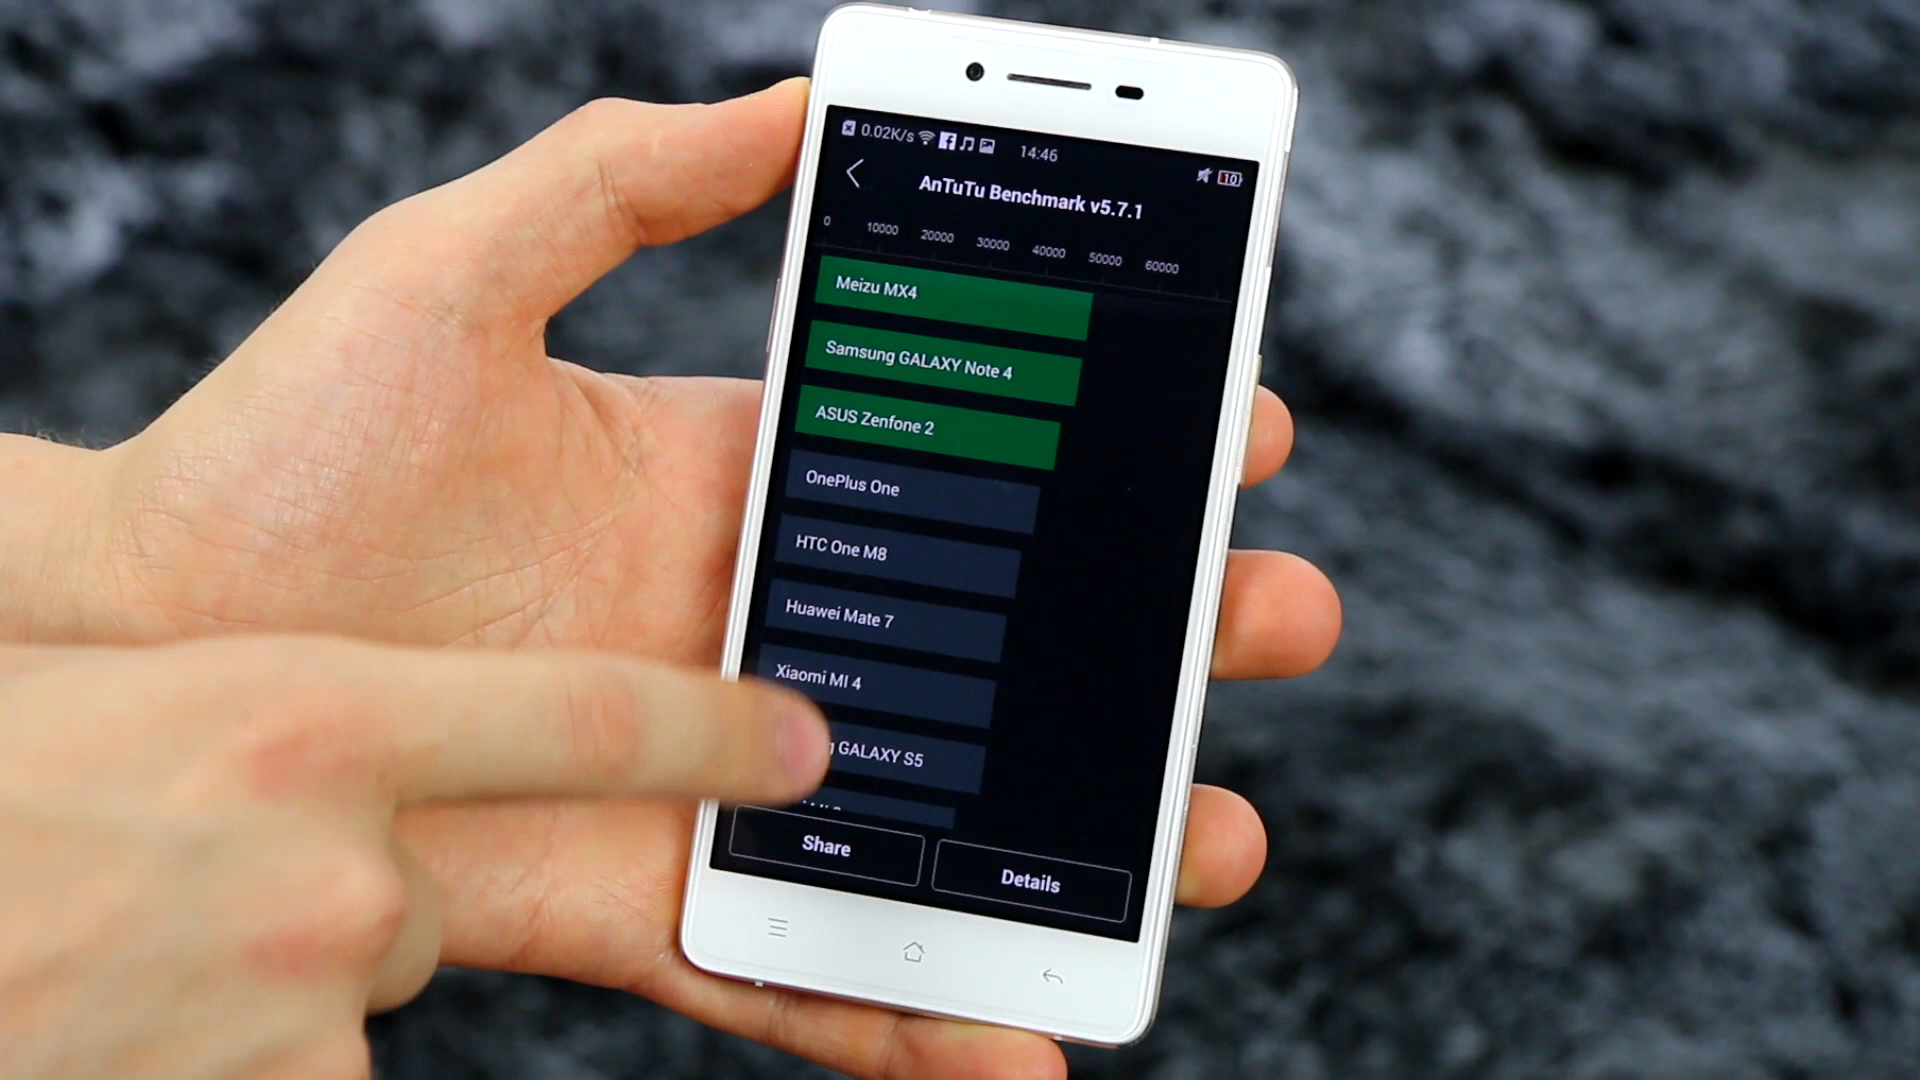 0.02K/s 14:46 10
AnTuTu Benchmark v5.7.1
0 10000 20000 30000 40000 50000 60000
Meizu MX4
Samsung GALAXY Note 4
ASUS Zenfone 2
OnePlus One
HTC One M8
Huawei Mate 7
Xiaomi MI 4
GALAXY S5
Share Details